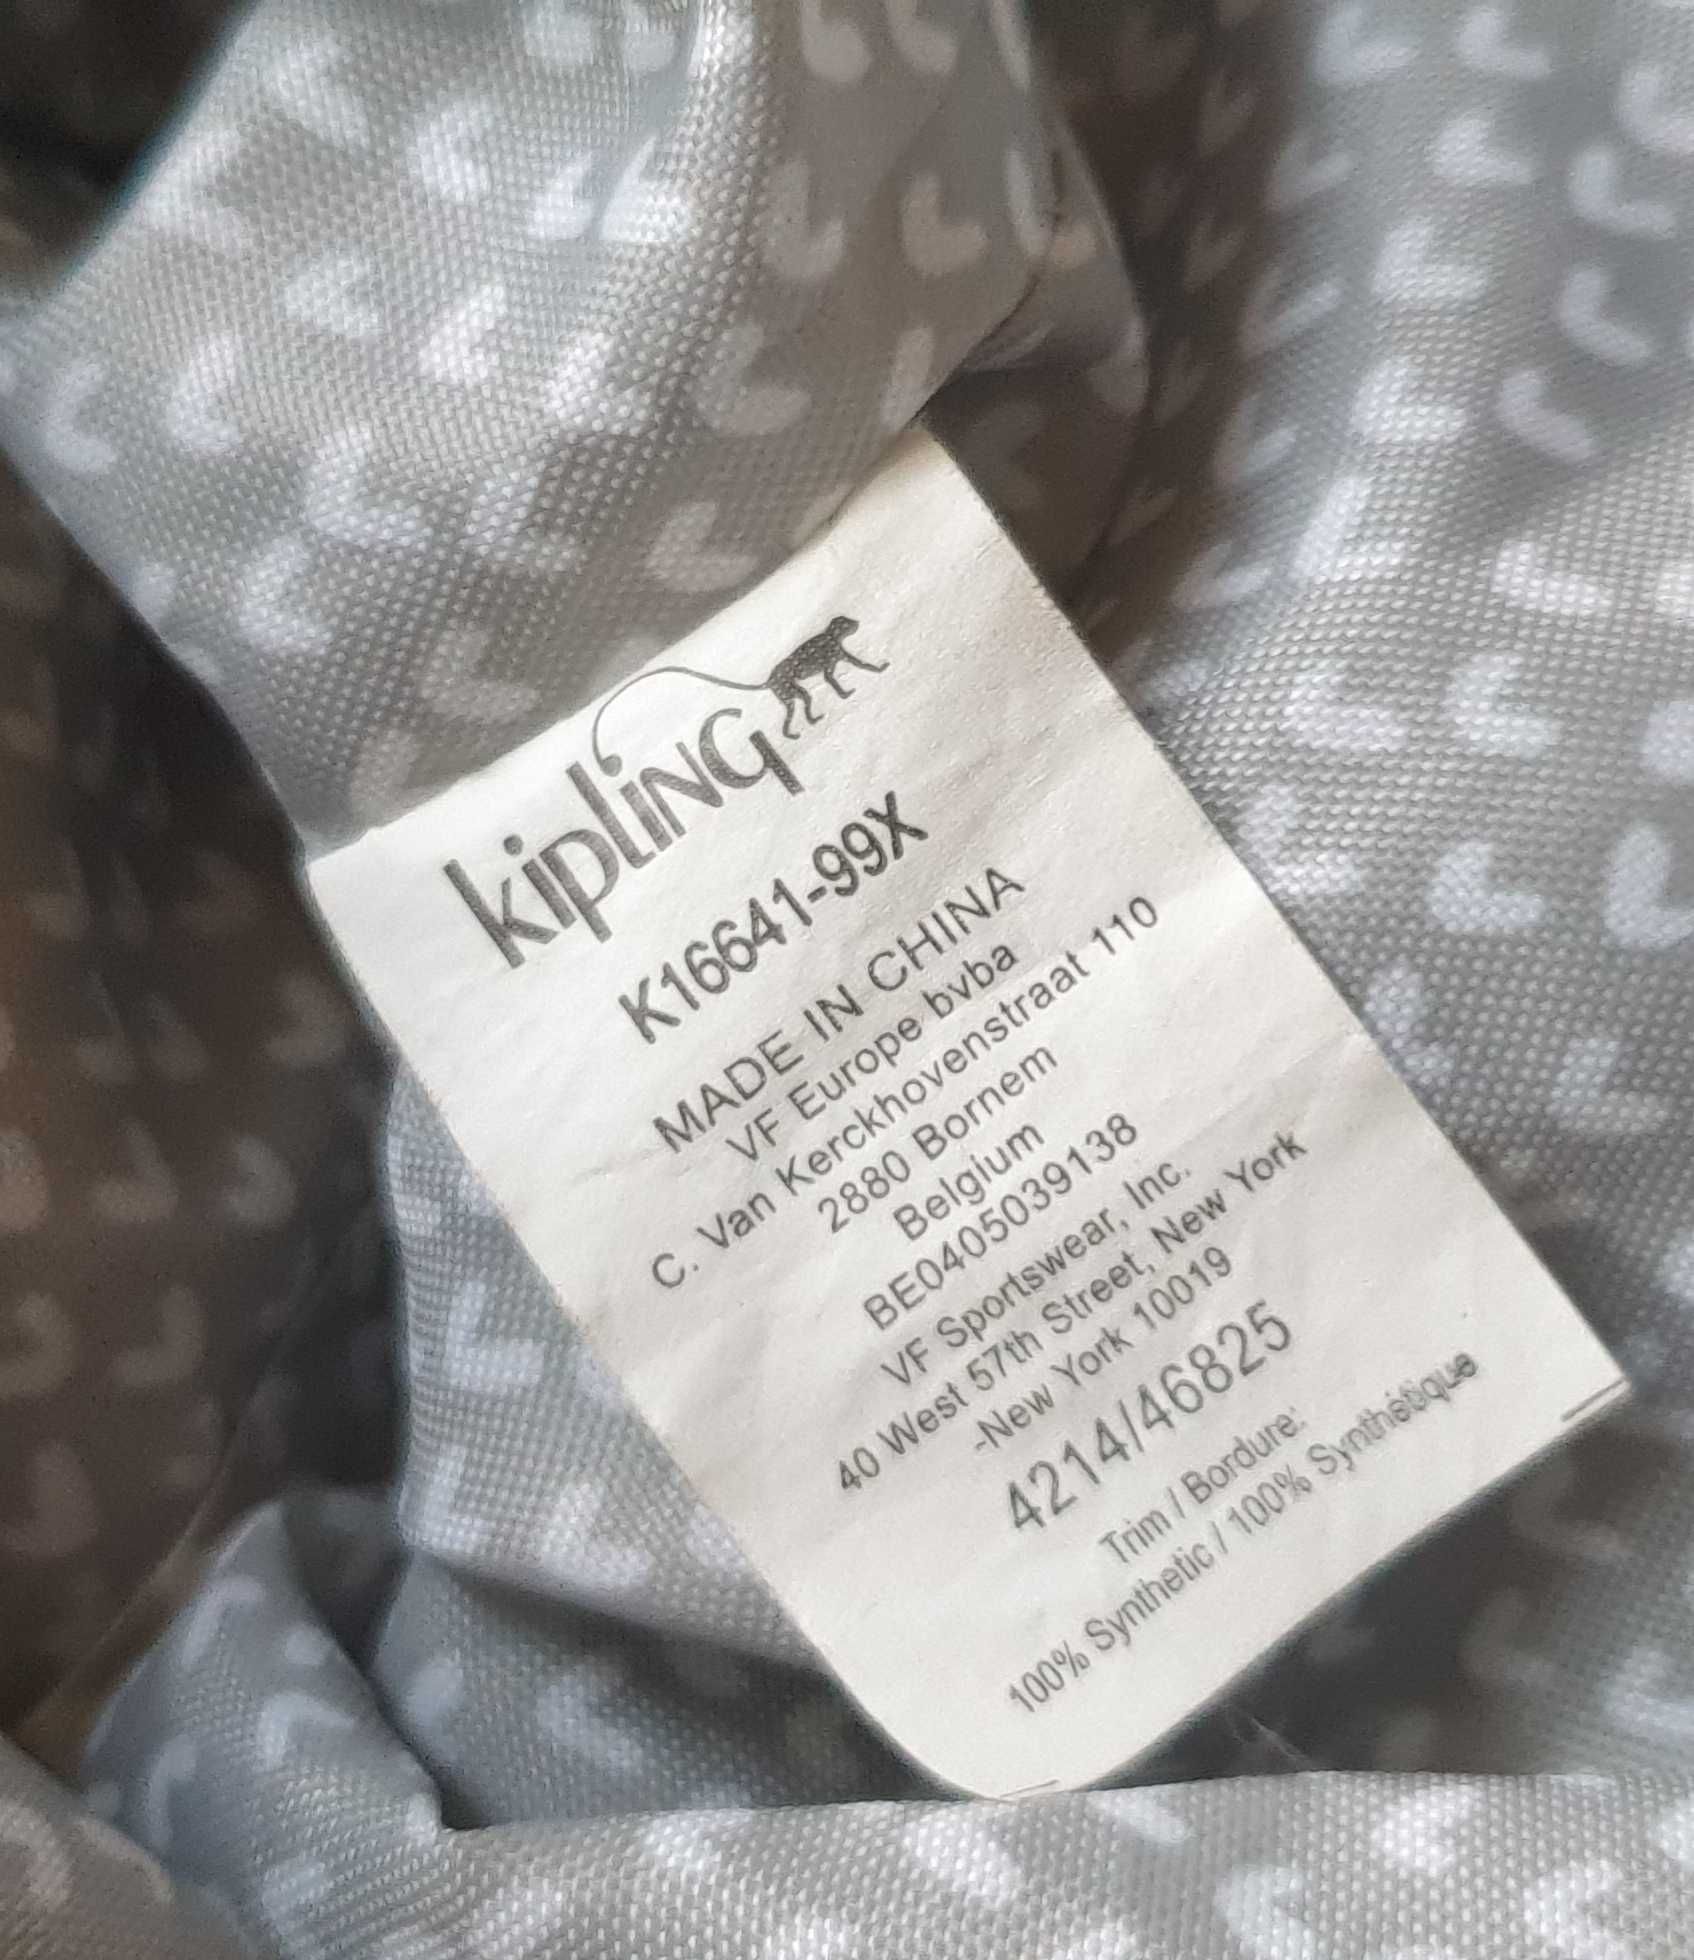 kipling
K16641-99X
MADE IN CHINA
VF Europe bvba
C. Van Kerckhovenstraat 110
2880 Bornem
Belgium
BE0405039138
VF Sportswear, Inc.
40 West 57th Street, New York
-New York 10019
4214/46825
Trim / Bordure:
100% Synthetic / 100% Synthétique